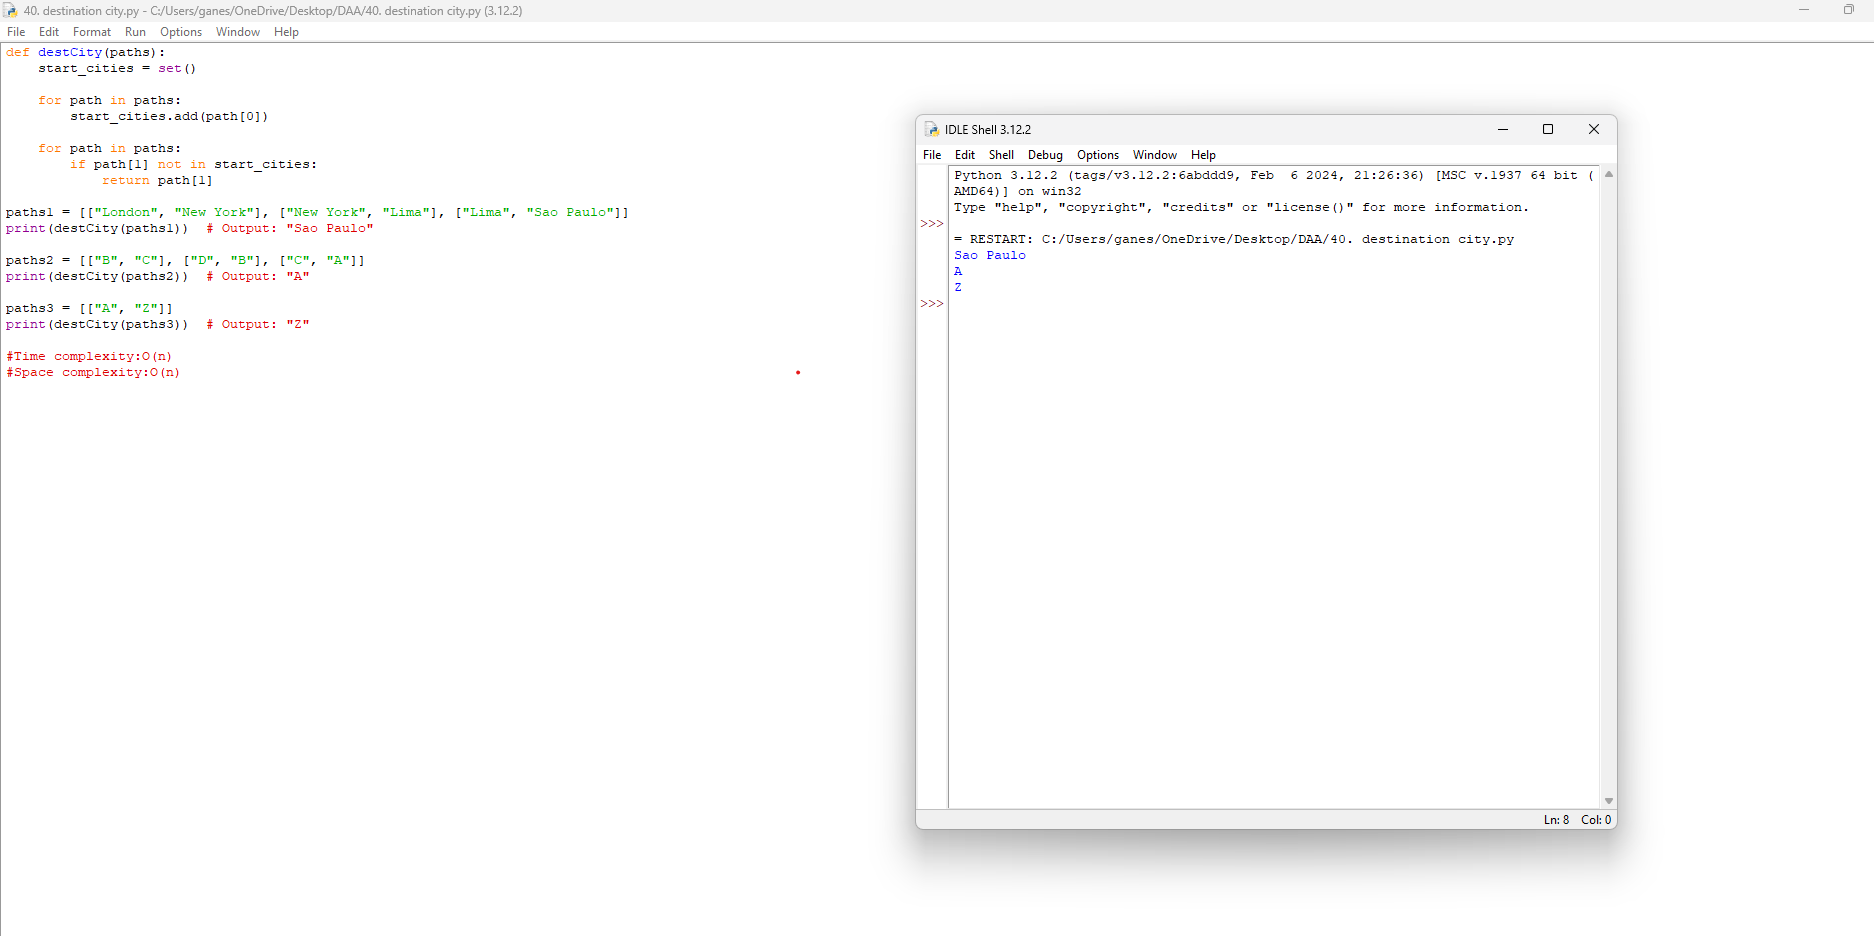 40. destination city.py - C:/Users/ganes/OneDrive/Desktop/DAA/40. destination city.py (3.12.2)
File Edit Format Run Options Window Help
def destCity(paths):
    start_cities = set()

    for path in paths:
        start_cities.add(path[0])

    for path in paths:
        if path[1] not in start_cities:
            return path[1]

paths1 = [["London", "New York"], ["New York", "Lima"], ["Lima", "Sao Paulo"]]
print(destCity(paths1))  # Output: "Sao Paulo"

paths2 = [["B", "C"], ["D", "B"], ["C", "A"]]
print(destCity(paths2))  # Output: "A"

paths3 = [["A", "Z"]]
print(destCity(paths3))  # Output: "Z"

#Time complexity:O(n)
#Space complexity:O(n)
IDLE Shell 3.12.2
File Edit Shell Debug Options Window Help
Python 3.12.2 (tags/v3.12.2:6abddd9, Feb  6 2024, 21:26:36) [MSC v.1937 64 bit (
AMD64)] on win32
Type "help", "copyright", "credits" or "license()" for more information.
>>>
= RESTART: C:/Users/ganes/OneDrive/Desktop/DAA/40. destination city.py
Sao Paulo
A
Z
>>>
Ln: 8 Col: 0